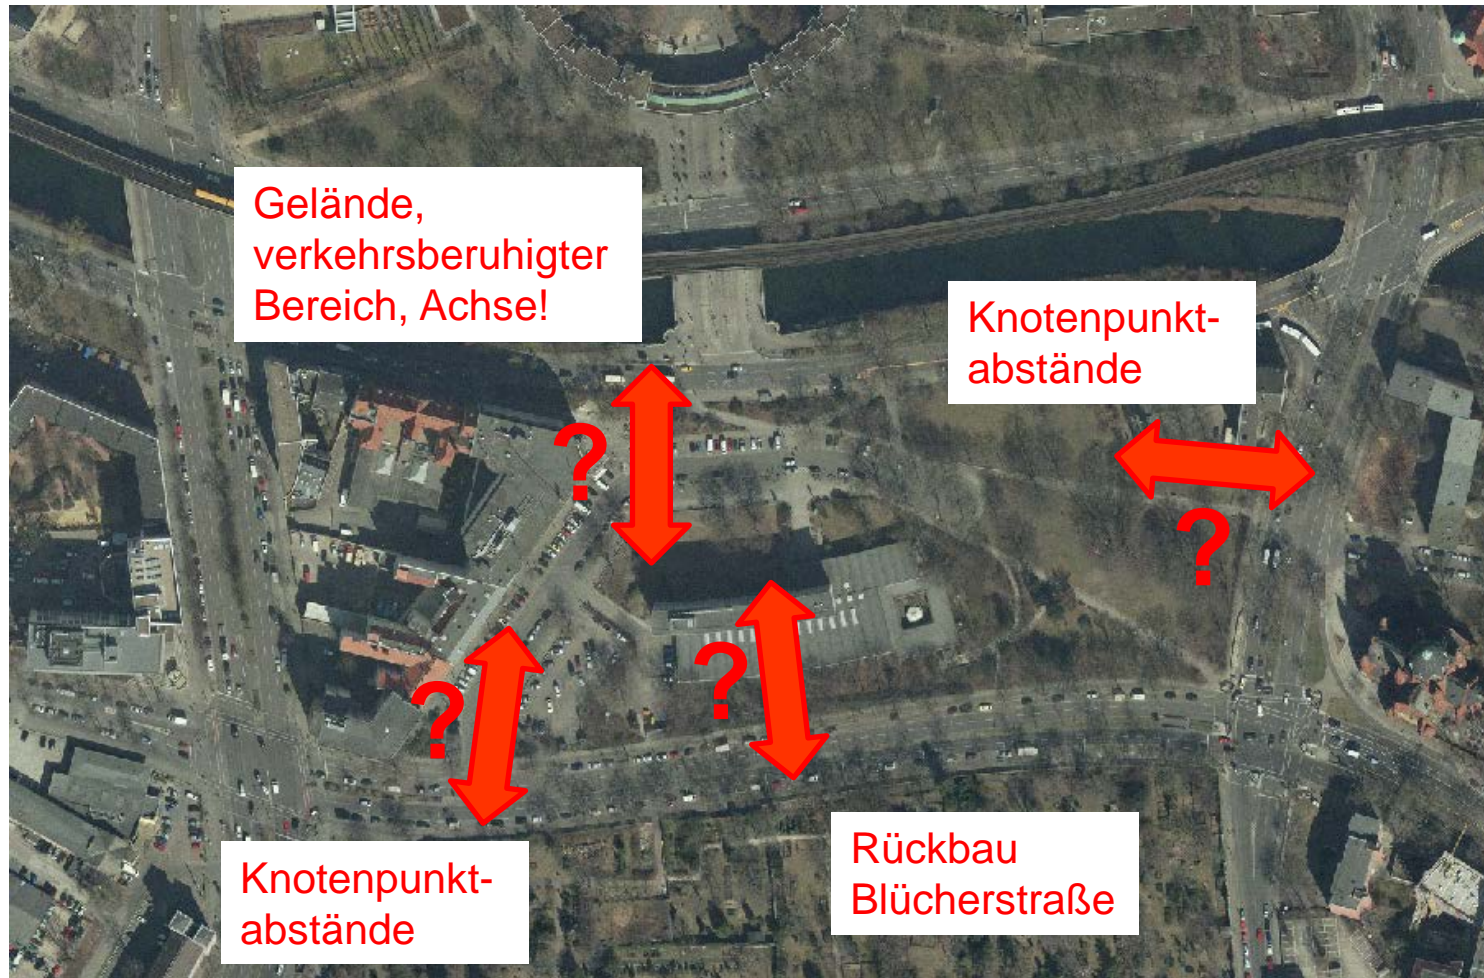 Gelände,
verkehrsberuhigter
Bereich, Achse!
Knotenpunkt-
abstände
?
?
?
?
Knotenpunkt-
abstände
Rückbau
Blücherstraße